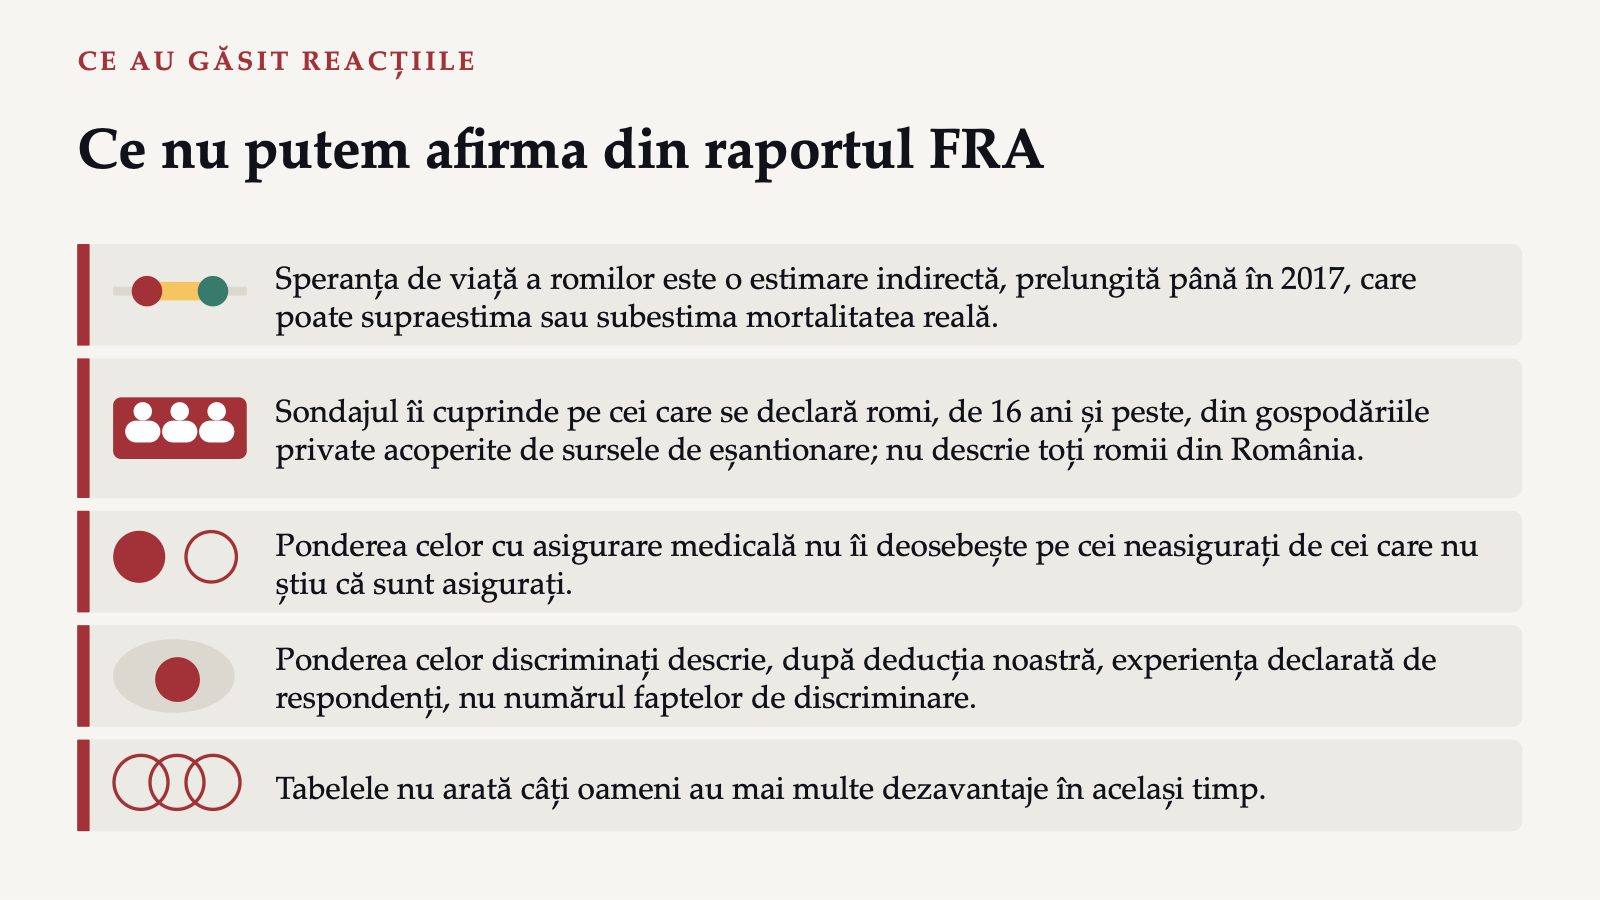 CE AU GĂSIT REACȚIILE
Ce nu putem afirma din raportul FRA
Speranța de viață a romilor este o estimare indirectă, prelungită până în 2017, care
poate supraestima sau subestima mortalitatea reală.
Sondajul îi cuprinde pe cei care se declară romi, de 16 ani și peste, din gospodăriile
private acoperite de sursele de eșantionare; nu descrie toți romii din România.
Ponderea celor cu asigurare medicală nu îi deosebește pe cei neasigurați de cei care nu
știu că sunt asigurați.
Ponderea celor discriminați descrie, după deducția noastră, experiența declarată de
respondenți, nu numărul faptelor de discriminare.
Tabelele nu arată câți oameni au mai multe dezavantaje în același timp.